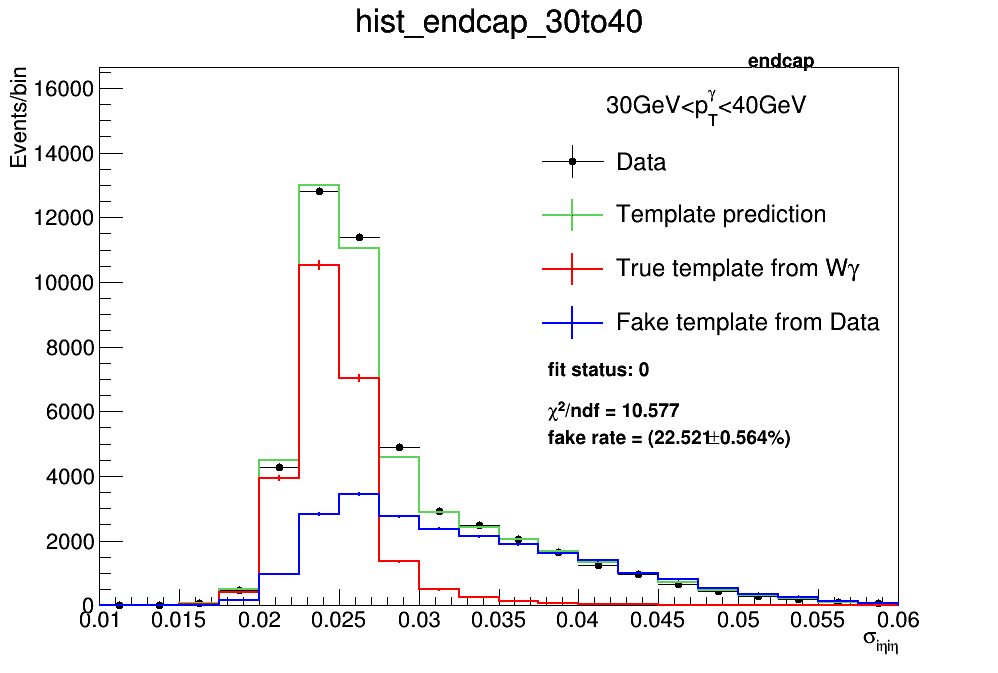 hist_endcap_30to40
endcap
Events/bin
16000
14000
12000
10000
8000
6000
4000
2000
0
30GeV<p_T^γ<40GeV
Data
Template prediction
True template from Wγ
Fake template from Data
fit status: 0
χ²/ndf = 10.577
fake rate = (22.521±0.564%)
0.01 0.015 0.02 0.025 0.03 0.035 0.04 0.045 0.05 0.055 0.06
σ_iηiη